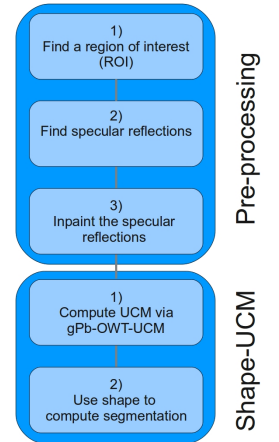 1)
Find a region of interest
(ROI)
2)
Find specular reflections
3)
Inpaint the specular
reflections
Pre-processing
1)
Compute UCM via
gPb-OWT-UCM
2)
Use shape to
compute segmentation
Shape-UCM